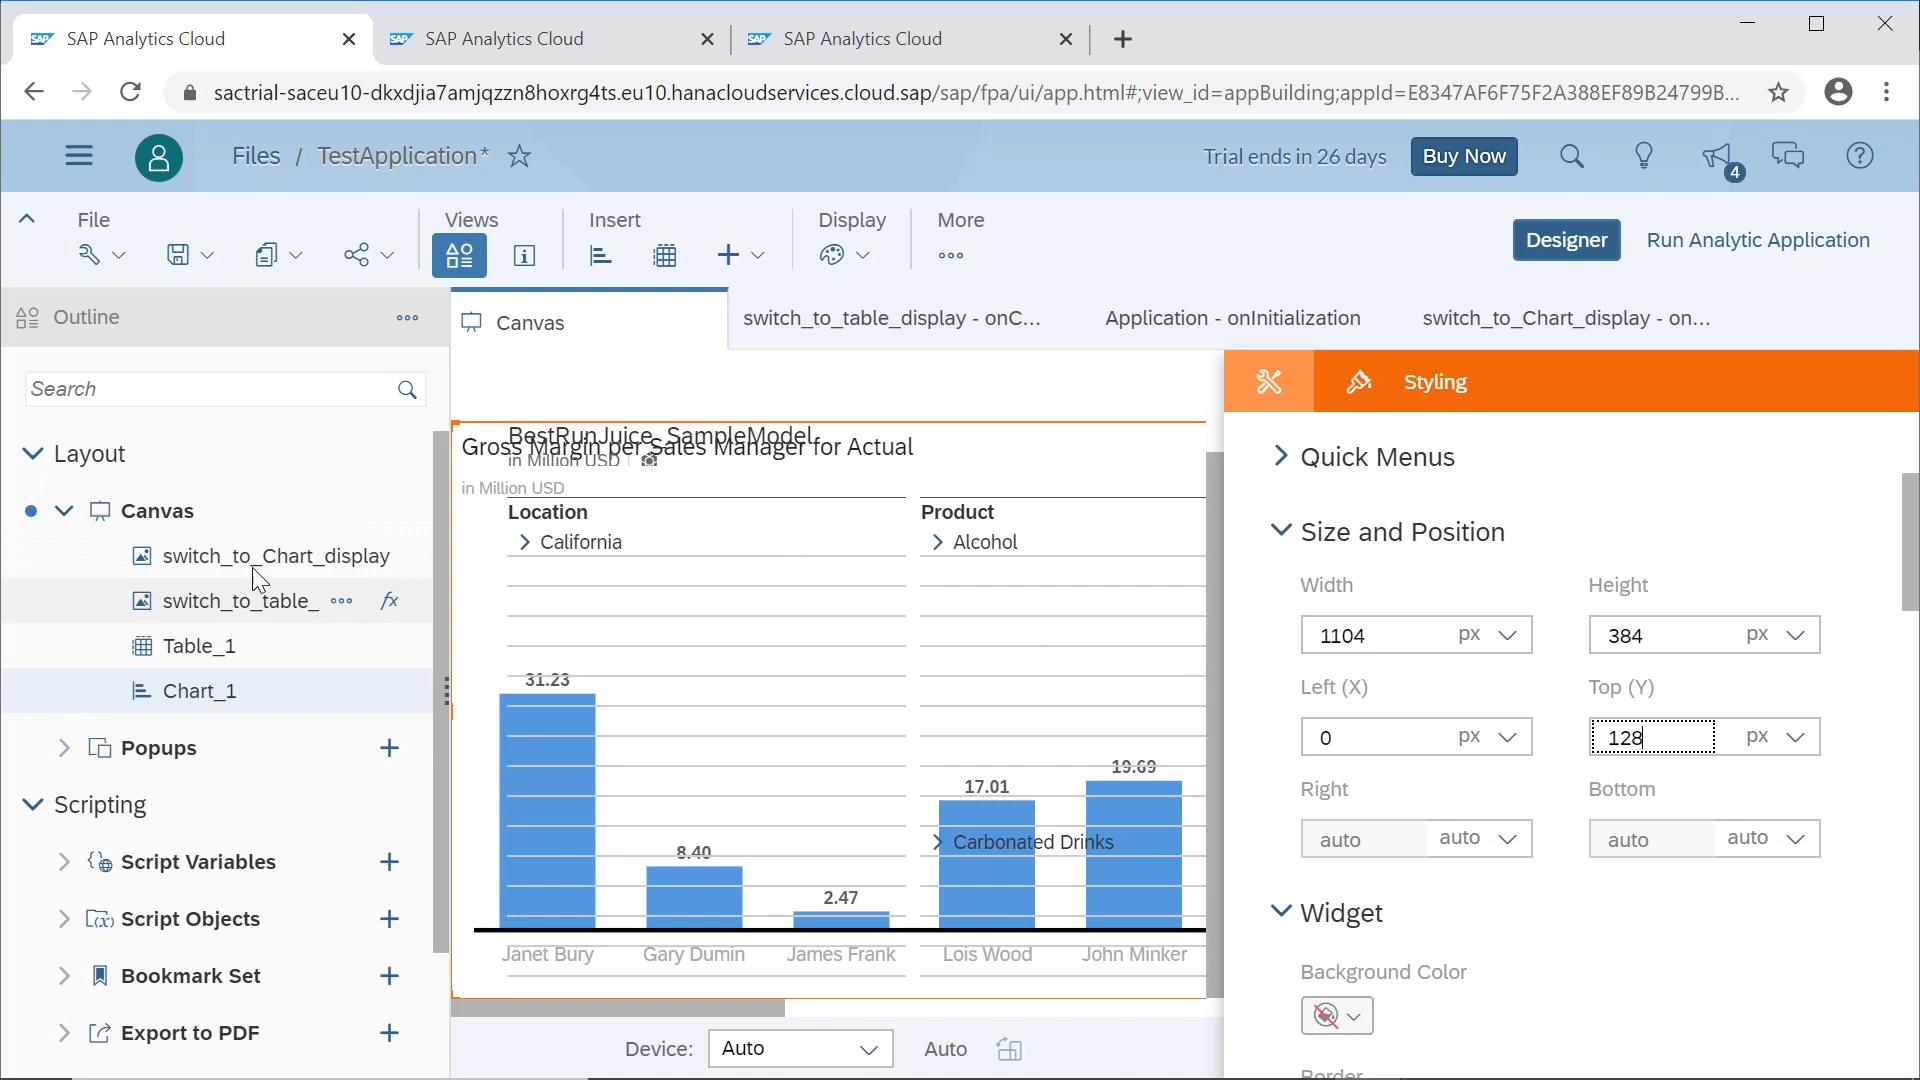 SAP SAP Analytics Cloud
SAP SAP Analytics Cloud
SAP SAP Analytics Cloud
sactrial-saceu10-dkxdjia7amjqzzn8hoxrg4ts.eu10.hanacloudservices.cloud.sap/sap/fpa/ui/app.html#;view_id=appBuilding;appId=E8347AF6F75F2A388EF89B24799B...
Files / TestApplication*
Trial ends in 26 days
Buy Now
4
File
Views
Insert
Display
More
Designer
Run Analytic Application
Outline
Canvas
switch_to_table_display - onC...
Application - onInitialization
switch_to_Chart_display - on...
Search
Styling
Layout
Canvas
switch_to_Chart_display
switch_to_table_
fx
Table_1
Chart_1
Popups
Scripting
Script Variables
Script Objects
Bookmark Set
Export to PDF
BestRunJuice_SampleModel
Gross Margin per Sales Manager for Actual
in Million USD
in Million USD
Location
Product
California
Alcohol
31.23
8.40
2.47
17.01
19.69
Carbonated Drinks
Janet Bury
Gary Dumin
James Frank
Lois Wood
John Minker
Device:
Auto
Auto
Quick Menus
Size and Position
Width
Height
1104 px
384 px
Left (X)
Top (Y)
0 px
128 px
Right
Bottom
auto auto
auto auto
Widget
Background Color
Border